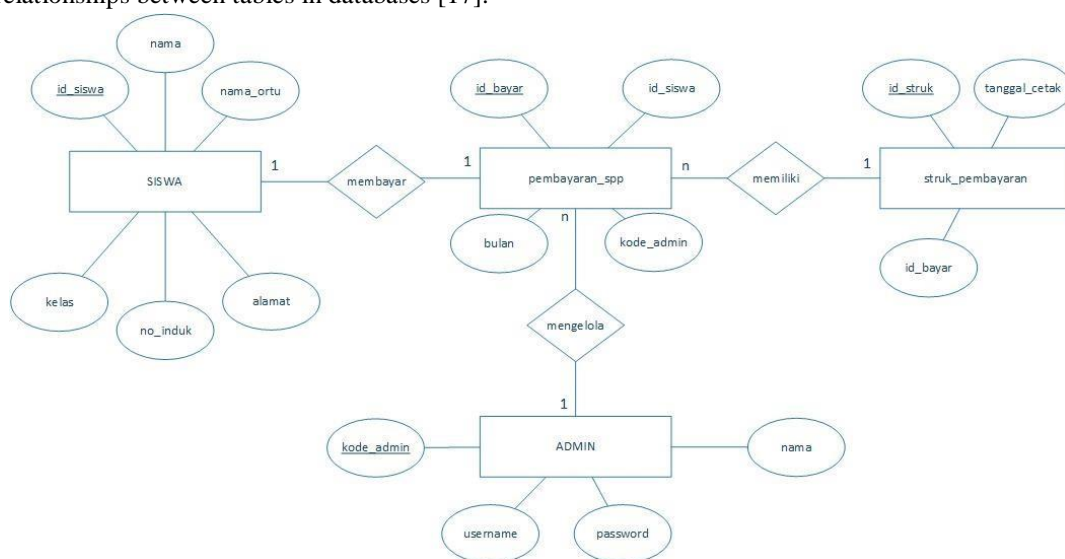 relationships between tables in databases [17].
nama
id_siswa
nama_ortu
id_bayar
id_siswa
id_struk
tanggal_cetak
SISWA
1
membayar
1
pembayaran_spp
n
memiliki
1
struk_pembayaran
bulan
n
kode_admin
id_bayar
kelas
no_induk
alamat
mengelola
1
kode_admin
ADMIN
nama
username
password